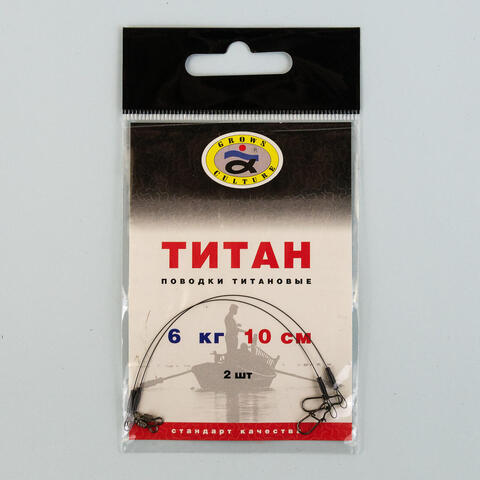 GROWS
®
CULTURE
ТИТАН
ПОВОДКИ ТИТАНОВЫЕ
6 кг 10 см
2 шт
стандарт качества